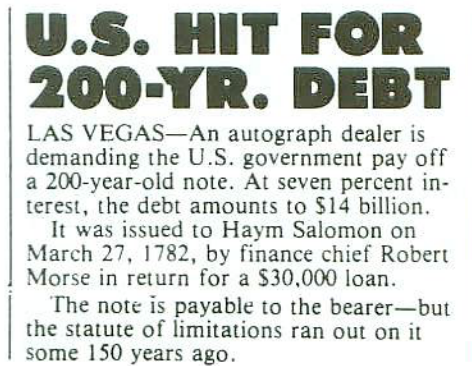 U.S. HIT FOR
200-YR. DEBT
LAS VEGAS—An autograph dealer is
demanding the U.S. government pay off
a 200-year-old note. At seven percent in-
terest, the debt amounts to $14 billion.
It was issued to Haym Salomon on
March 27, 1782, by finance chief Robert
Morse in return for a $30,000 loan.
The note is payable to the bearer—but
the statute of limitations ran out on it
some 150 years ago.